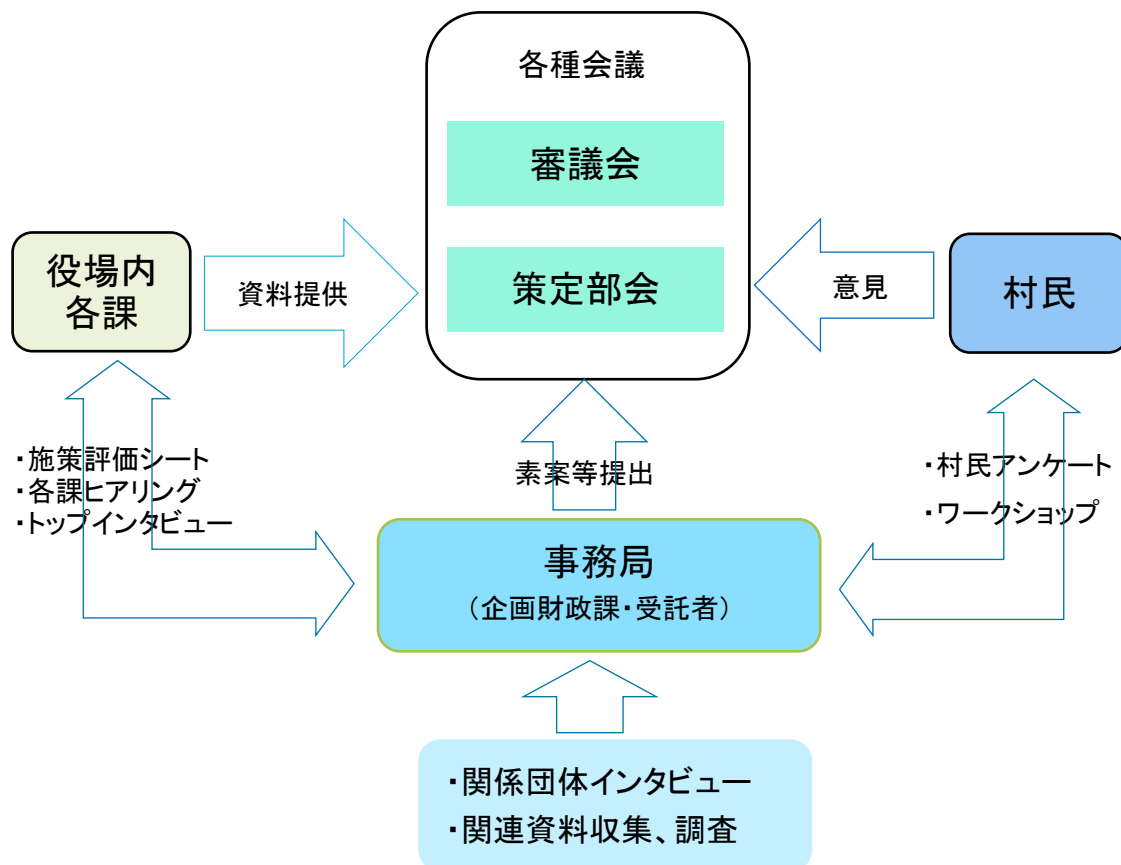 各種会議
審議会
策定部会
役場内
各課
資料提供
意見
村民
・施策評価シート
・各課ヒアリング
・トップインタビュー
素案等提出
・村民アンケート
・ワークショップ
事務局
（企画財政課・受託者）
・関係団体インタビュー
・関連資料収集、調査